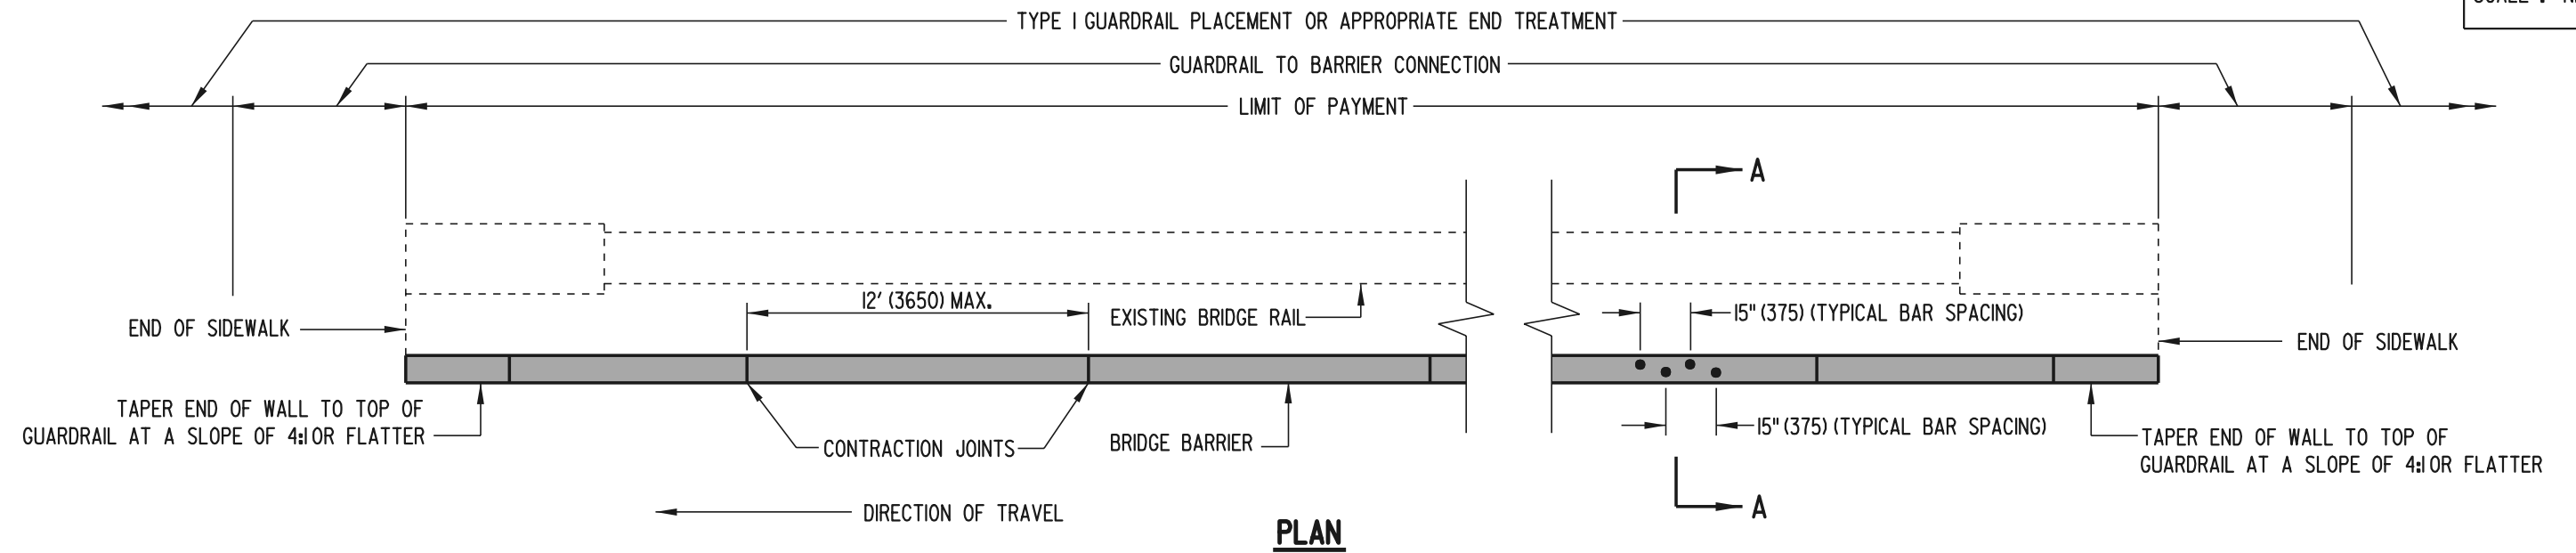 TYPE I GUARDRAIL PLACEMENT OR APPROPRIATE END TREATMENT
GUARDRAIL TO BARRIER CONNECTION
LIMIT OF PAYMENT
A
12' (3650) MAX.
EXISTING BRIDGE RAIL
15" (375) (TYPICAL BAR SPACING)
END OF SIDEWALK
END OF SIDEWALK
TAPER END OF WALL TO TOP OF
GUARDRAIL AT A SLOPE OF 4:1 OR FLATTER
CONTRACTION JOINTS
BRIDGE BARRIER
15" (375) (TYPICAL BAR SPACING)
TAPER END OF WALL TO TOP OF
GUARDRAIL AT A SLOPE OF 4:1 OR FLATTER
DIRECTION OF TRAVEL
A
PLAN